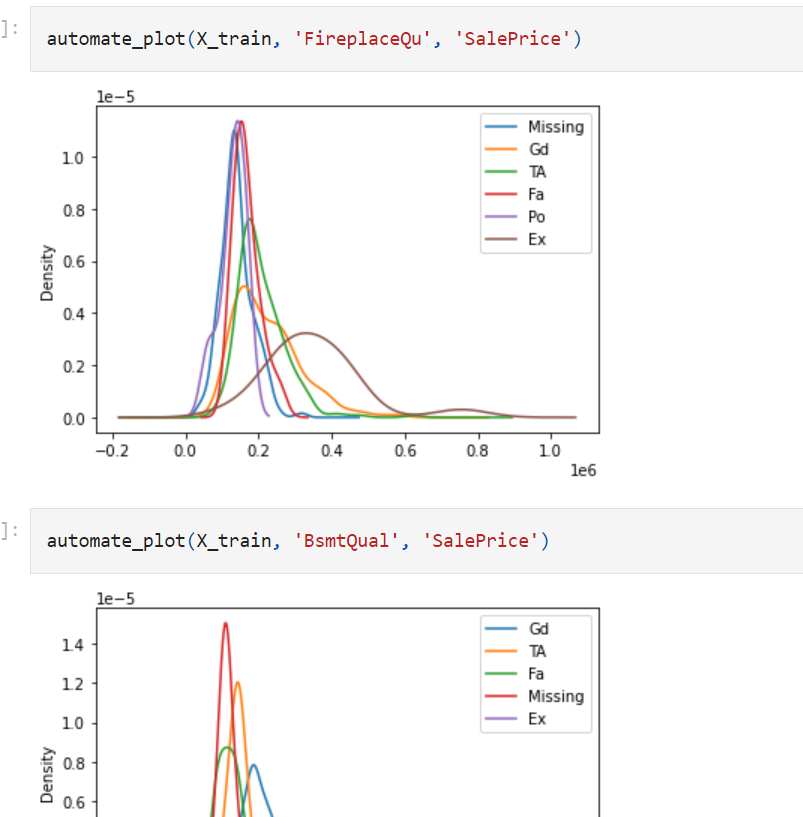 ]:
automate_plot(X_train, 'FireplaceQu', 'SalePrice')
1e−5
Missing
Gd
TA
Fa
Po
Ex
1.0
0.8
0.6
0.4
0.2
0.0
Density
−0.2 0.0 0.2 0.4 0.6 0.8 1.0
1e6
]:
automate_plot(X_train, 'BsmtQual', 'SalePrice')
1e−5
Gd
TA
Fa
Missing
Ex
1.4
1.2
1.0
0.8
0.6
Density